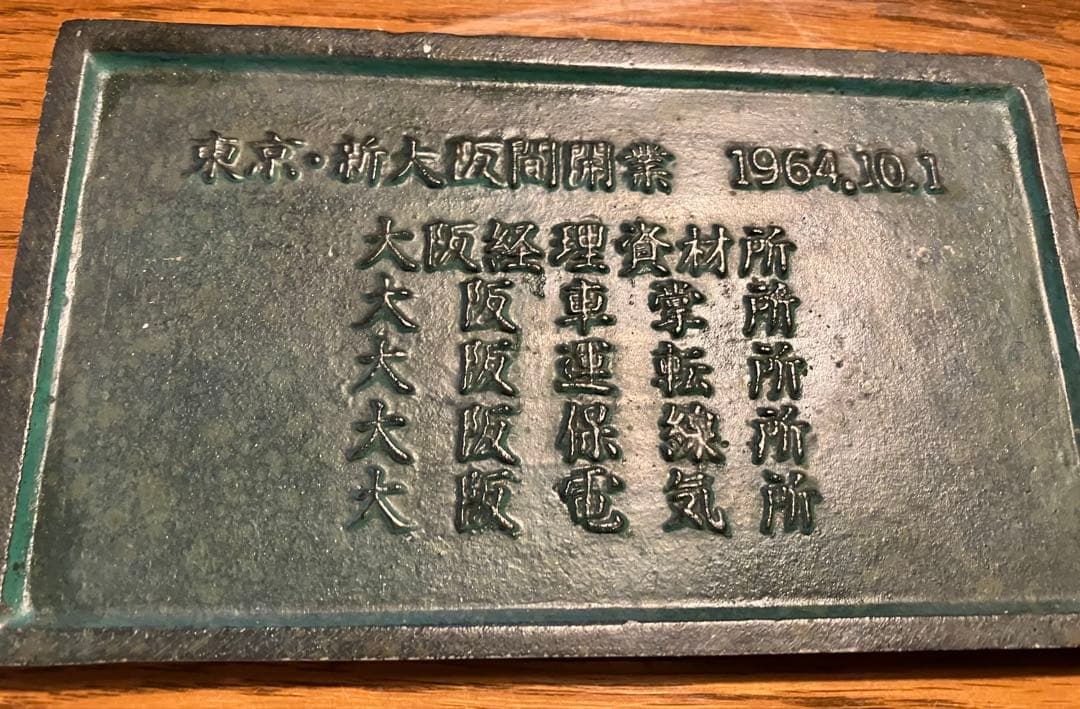 東京・新大阪間開業 1964.10.1
大阪経理資材所
大阪車掌所
大阪運転所
大阪保線所
大阪電気所